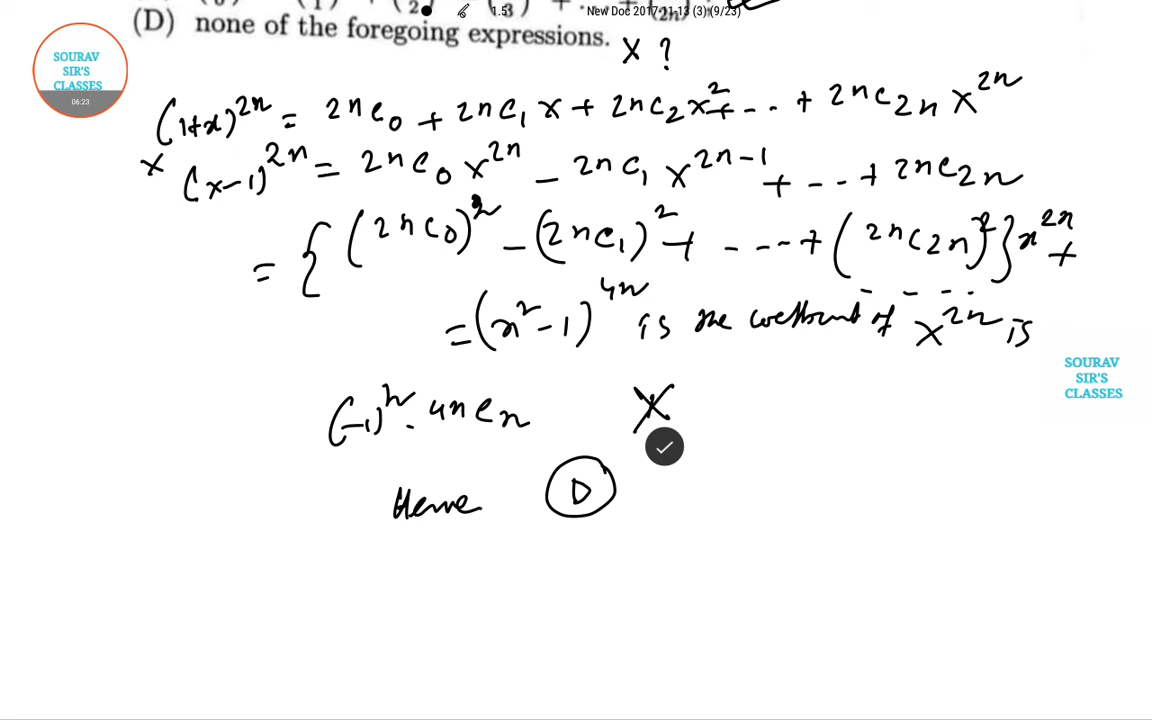 New Doc 2017-11-13 (3) (9/23)
(D) none of the foregoing expressions.
X ?
SOURAV
SIR'S
CLASSES
06:23
(1+x)^2n = 2nc0 + 2nc1 x + 2nc2 x^2 + - .. + 2nc2n x^2n
× (x-1)^2n = 2nc0 x^2n - 2nc1 x^2n-1 + - .. + 2nc2n
= { (2nc0)^2 - (2nc1)^2 + - - - .. + (2nc2n)^2 } x^2n + - - - .
= (x^2 - 1)^4n is the coefficient of x^2n is
SOURAV
SIR'S
CLASSES
(-1)^n . 4ncn X
Hence (D)